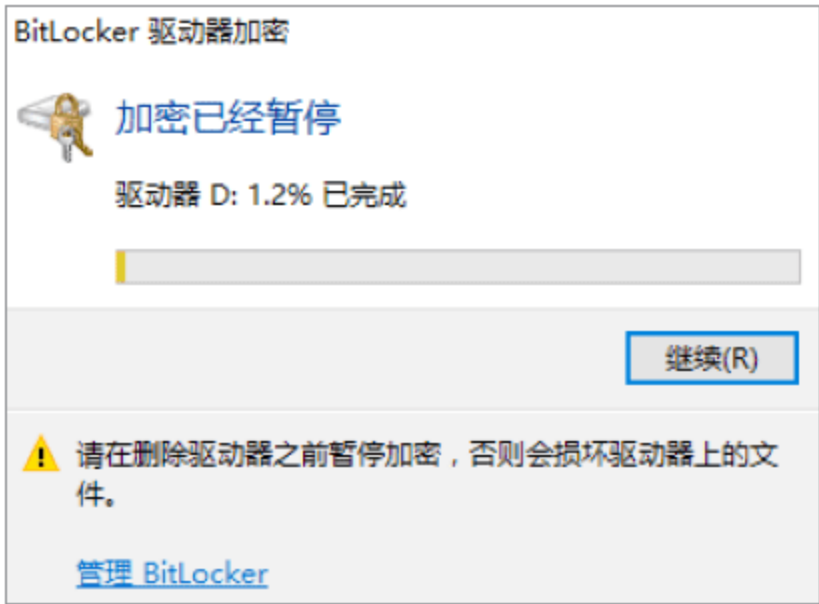 BitLocker 驱动器加密
加密已经暂停
驱动器 D: 1.2% 已完成
继续(R)
请在删除驱动器之前暂停加密，否则会损坏驱动器上的文
件。
管理 BitLocker